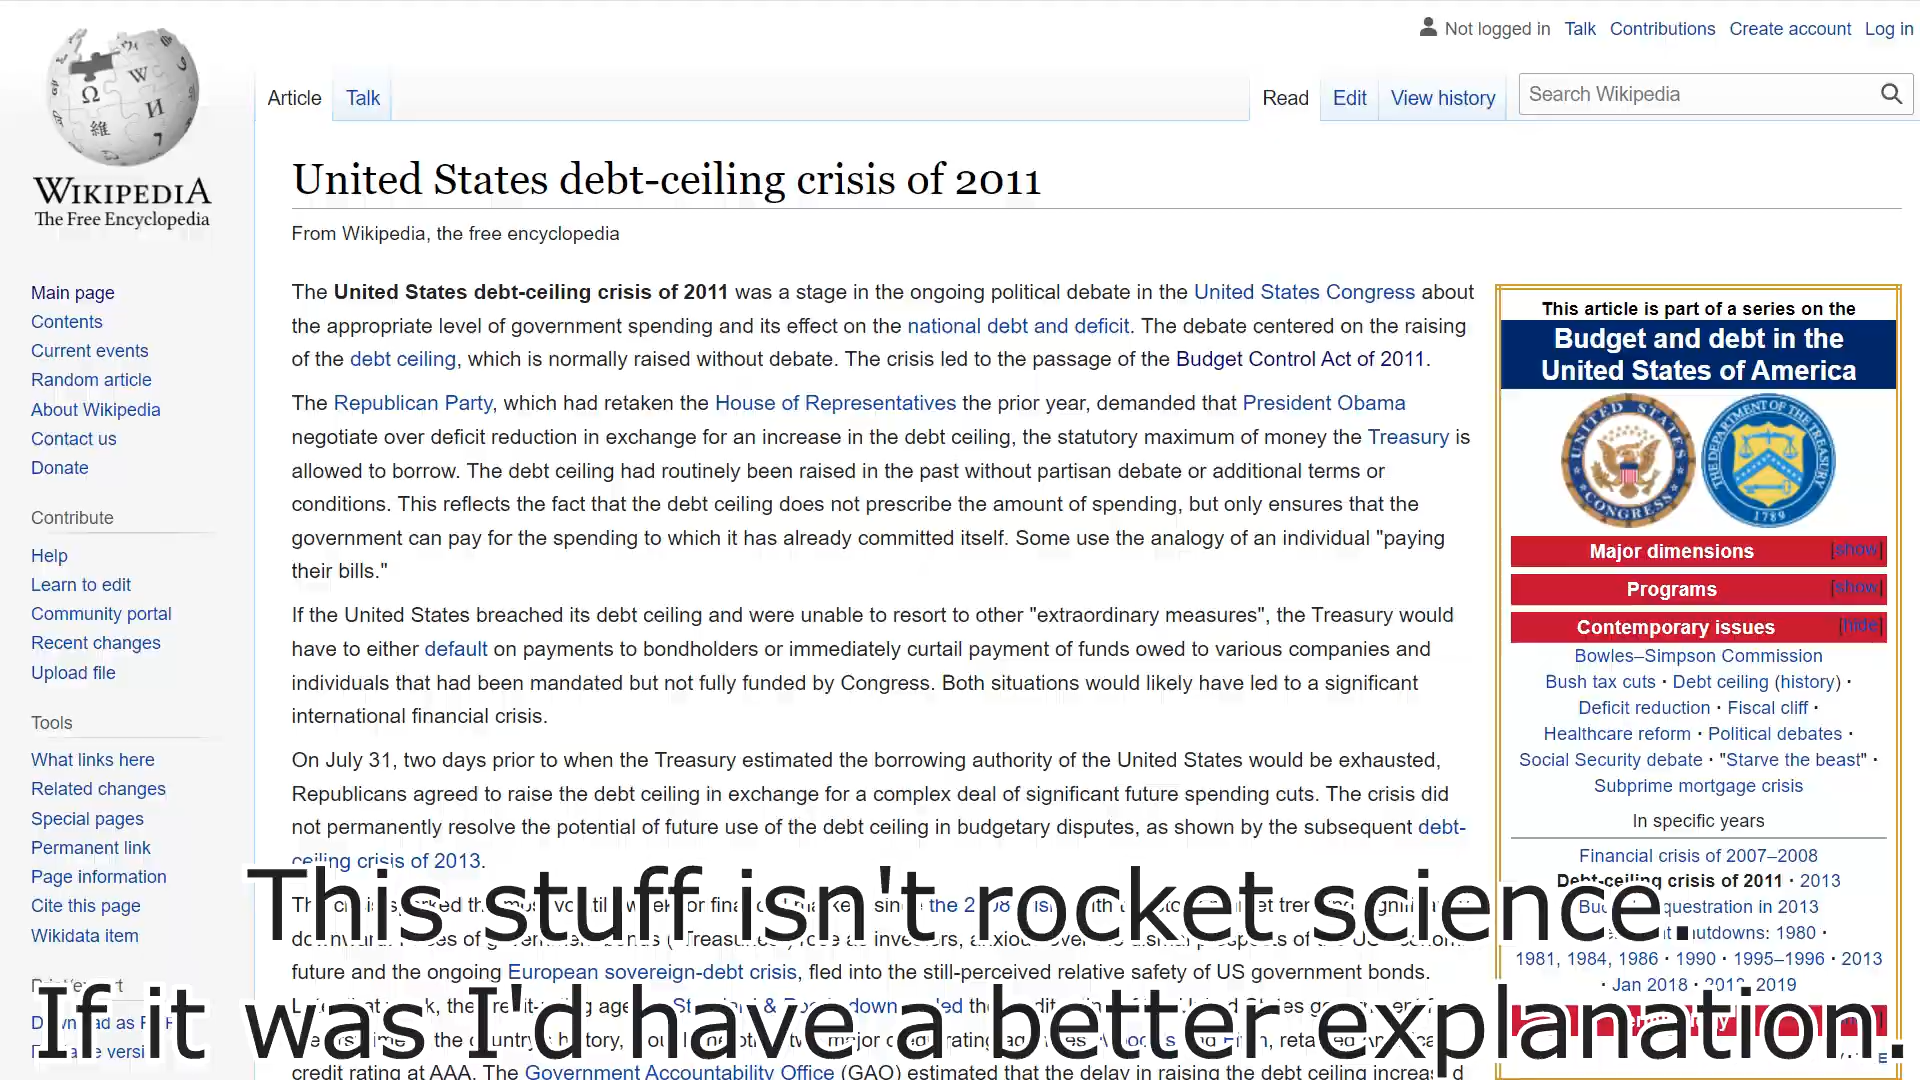 Not logged in Talk Contributions Create account Log in
Article Talk Read Edit View history Search Wikipedia
WIKIPEDIA
The Free Encyclopedia
Main page
Contents
Current events
Random article
About Wikipedia
Contact us
Donate
Contribute
Help
Learn to edit
Community portal
Recent changes
Upload file
Tools
What links here
Related changes
Special pages
Permanent link
Page information
Cite this page
Wikidata item
United States debt-ceiling crisis of 2011
From Wikipedia, the free encyclopedia
The United States debt-ceiling crisis of 2011 was a stage in the ongoing political debate in the United States Congress about
the appropriate level of government spending and its effect on the national debt and deficit. The debate centered on the raising
of the debt ceiling, which is normally raised without debate. The crisis led to the passage of the Budget Control Act of 2011.
The Republican Party, which had retaken the House of Representatives the prior year, demanded that President Obama
negotiate over deficit reduction in exchange for an increase in the debt ceiling, the statutory maximum of money the Treasury is
allowed to borrow. The debt ceiling had routinely been raised in the past without partisan debate or additional terms or
conditions. This reflects the fact that the debt ceiling does not prescribe the amount of spending, but only ensures that the
government can pay for the spending to which it has already committed itself. Some use the analogy of an individual "paying
their bills."
If the United States breached its debt ceiling and were unable to resort to other "extraordinary measures", the Treasury would
have to either default on payments to bondholders or immediately curtail payment of funds owed to various companies and
individuals that had been mandated but not fully funded by Congress. Both situations would likely have led to a significant
international financial crisis.
On July 31, two days prior to when the Treasury estimated the borrowing authority of the United States would be exhausted,
Republicans agreed to raise the debt ceiling in exchange for a complex deal of significant future spending cuts. The crisis did
not permanently resolve the potential of future use of the debt ceiling in budgetary disputes, as shown by the subsequent debt-
ceiling crisis of 2013.
future and the ongoing European sovereign-debt crisis, fled into the still-perceived relative safety of US government bonds.
credit rating at AAA. The Government Accountability Office (GAO) estimated that the delay in raising the debt ceiling
This article is part of a series on the
Budget and debt in the
United States of America
UNITED STATES CONGRESS
THE DEPARTMENT OF THE TREASURY 1789
Major dimensions [show]
Programs [show]
Contemporary issues [hide]
Bowles–Simpson Commission
Bush tax cuts · Debt ceiling (history) ·
Deficit reduction · Fiscal cliff ·
Healthcare reform · Political debates ·
Social Security debate · "Starve the beast" ·
Subprime mortgage crisis
In specific years
Financial crisis of 2007–2008
Debt-ceiling crisis of 2011 · 2013
in 2013
1980 ·
1981, 1984, 1986 · 1990 · 1995–1996 · 2013
· Jan 2018 · 2019
This stuff isn't rocket science.
If it was I'd have a better explanation.